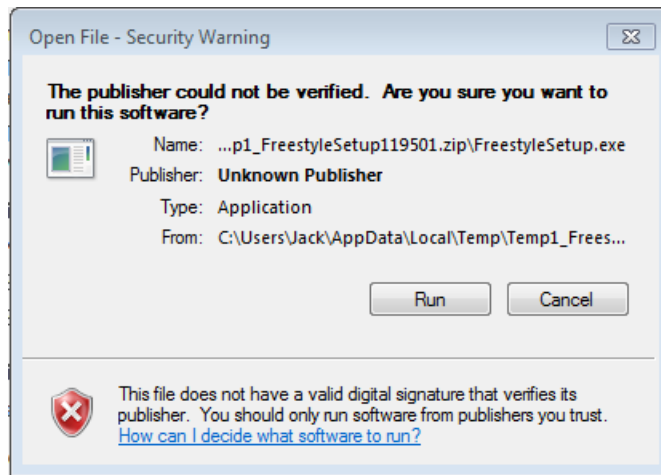 Open File - Security Warning
The publisher could not be verified. Are you sure you want to
run this software?
Name: ...p1_FreestyleSetup119501.zip\FreestyleSetup.exe
Publisher: Unknown Publisher
Type: Application
From: C:\Users\Jack\AppData\Local\Temp\Temp1_Frees...
Run Cancel
This file does not have a valid digital signature that verifies its
publisher. You should only run software from publishers you trust.
How can I decide what software to run?